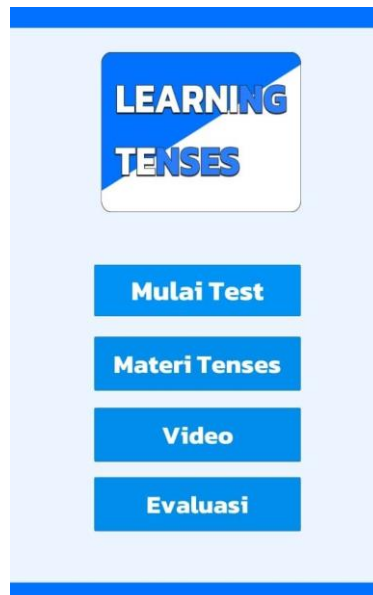 LEARNING
TENSES
Mulai Test
Materi Tenses
Video
Evaluasi